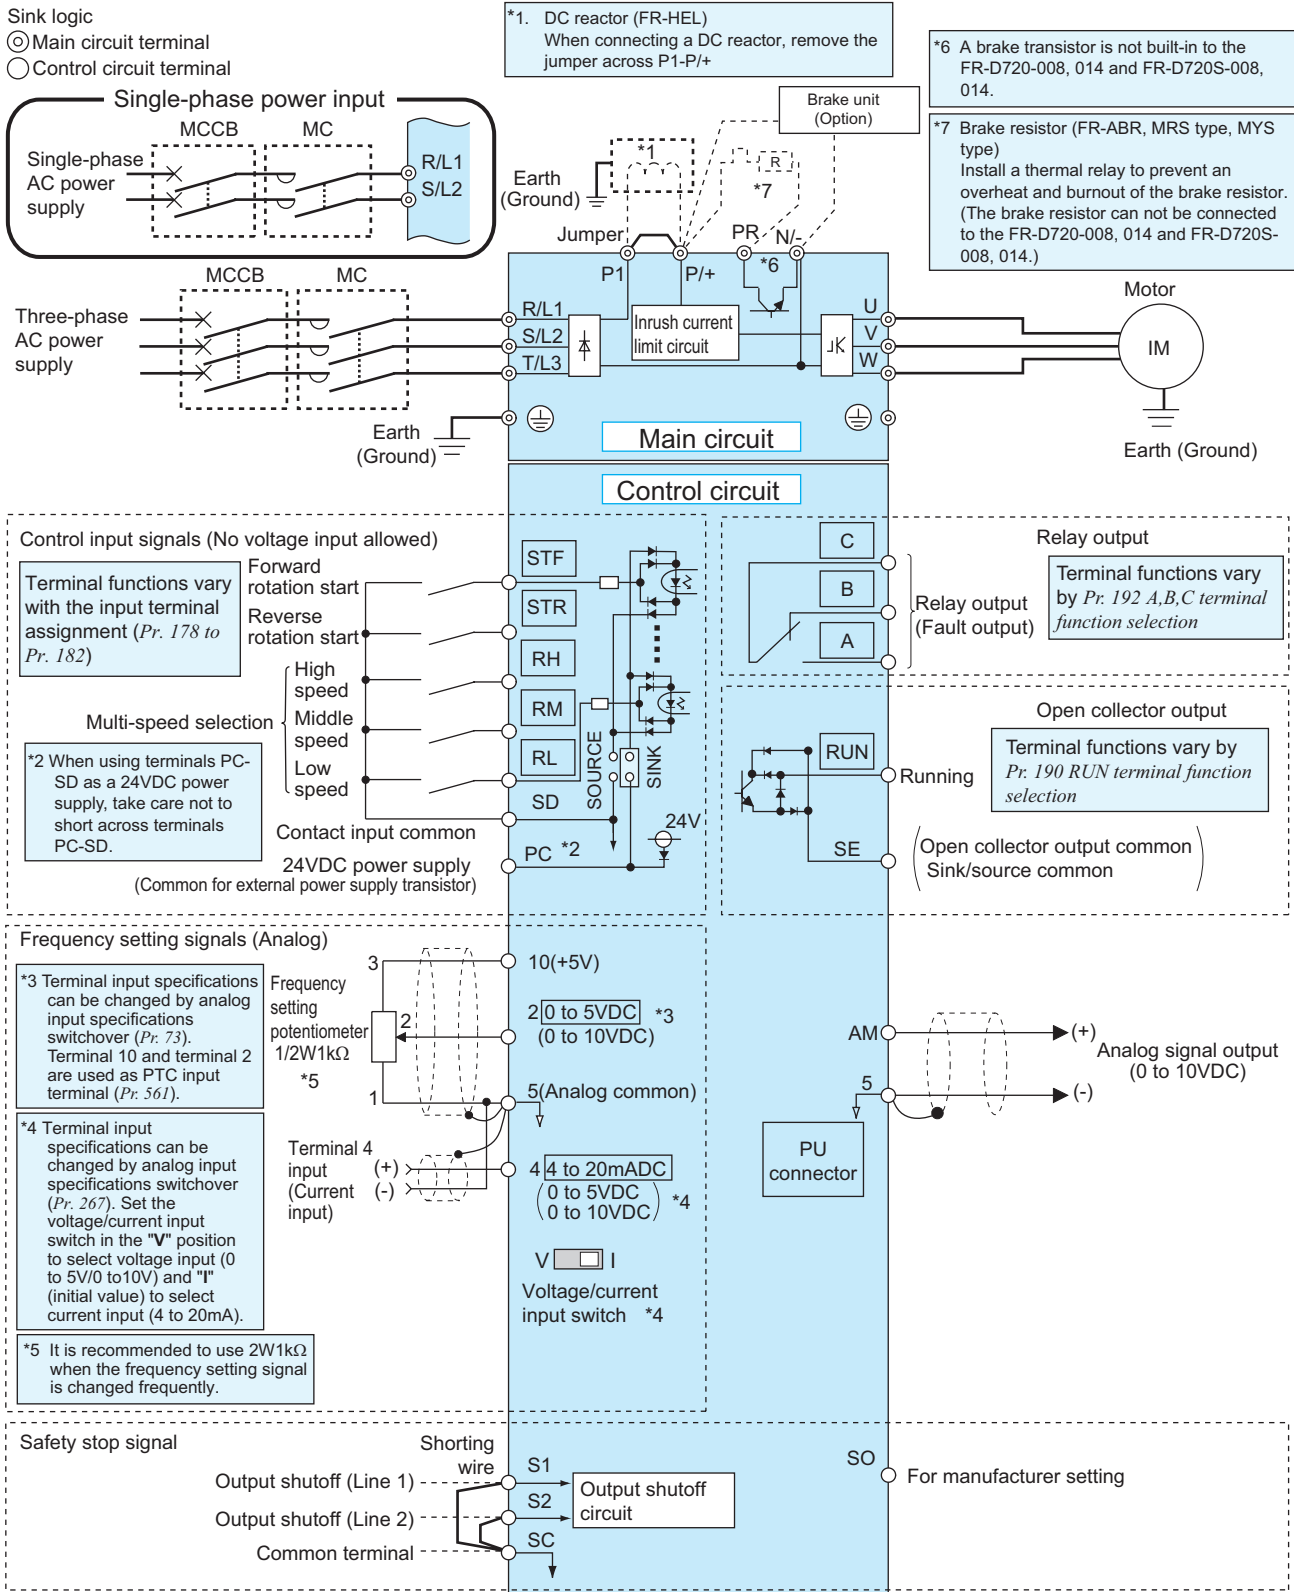 Sink logic
Main circuit terminal
Control circuit terminal
*1. DC reactor (FR-HEL)
When connecting a DC reactor, remove the
jumper across P1-P/+
*6 A brake transistor is not built-in to the
FR-D720-008, 014 and FR-D720S-008,
014.
*7 Brake resistor (FR-ABR, MRS type, MYS
type)
Install a thermal relay to prevent an
overheat and burnout of the brake resistor.
(The brake resistor can not be connected
to the FR-D720-008, 014 and FR-D720S-
008, 014.)
Single-phase power input
MCCB
MC
Single-phase
AC power
supply
R/L1
S/L2
Brake unit
(Option)
*1
R
*7
Earth
(Ground)
Jumper
PR
N/-
P1
P/+
*6
MCCB
MC
Three-phase
AC power
supply
R/L1
S/L2
T/L3
Inrush current
limit circuit
U
V
W
Motor
IM
Earth
(Ground)
Earth (Ground)
Main circuit
Control circuit
Control input signals (No voltage input allowed)
Terminal functions vary
with the input terminal
assignment (Pr. 178 to
Pr. 182)
Forward
rotation start
Reverse
rotation start
High
speed
Multi-speed selection
Middle
speed
Low
speed
*2 When using terminals PC-
SD as a 24VDC power
supply, take care not to
short across terminals
PC-SD.
Contact input common
24VDC power supply
(Common for external power supply transistor)
STF
STR
RH
RM
RL
SD
PC *2
SOURCE
SINK
24V
C
B
A
Relay output
Relay output
(Fault output)
Terminal functions vary
by Pr. 192 A,B,C terminal
function selection
Open collector output
RUN
Running
Terminal functions vary by
Pr. 190 RUN terminal function
selection
SE
Open collector output common
Sink/source common
Frequency setting signals (Analog)
*3 Terminal input specifications
can be changed by analog
input specifications
switchover (Pr. 73).
Terminal 10 and terminal 2
are used as PTC input
terminal (Pr. 561).
Frequency
setting
potentiometer
1/2W1kΩ
*5
3
2
1
10(+5V)
2 0 to 5VDC *3
(0 to 10VDC)
5(Analog common)
*4 Terminal input
specifications can be
changed by analog input
specifications switchover
(Pr. 267). Set the
voltage/current input
switch in the "V" position
to select voltage input (0
to 5V/0 to10V) and "I"
(initial value) to select
current input (4 to 20mA).
Terminal 4
input
(Current
input)
(+)
(-)
4 4 to 20mADC
0 to 5VDC
0 to 10VDC
*4
V I
Voltage/current
input switch *4
*5 It is recommended to use 2W1kΩ
when the frequency setting signal
is changed frequently.
AM
(+)
Analog signal output
(0 to 10VDC)
5
(-)
PU
connector
Safety stop signal
Shorting
wire
Output shutoff (Line 1)
Output shutoff (Line 2)
Common terminal
S1
S2
SC
Output shutoff
circuit
SO
For manufacturer setting